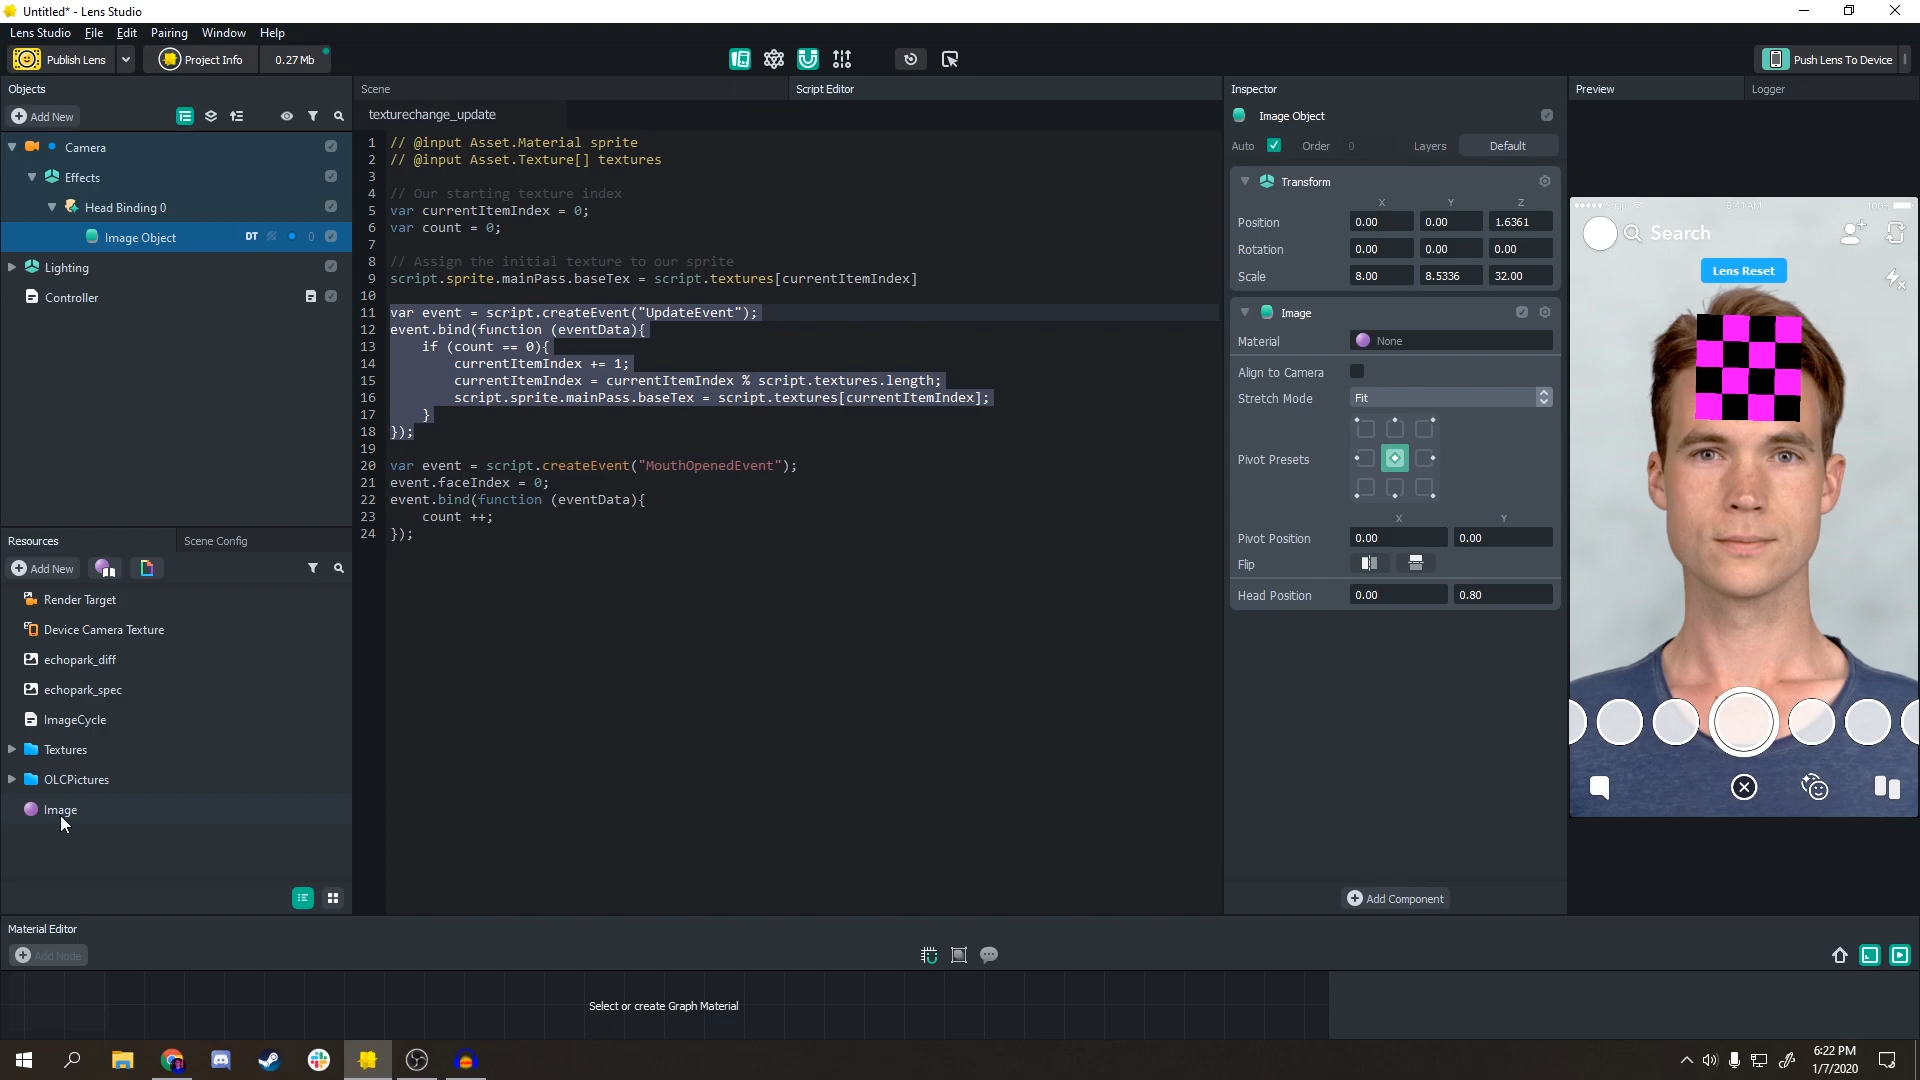 Untitled* - Lens Studio
Lens Studio File Edit Pairing Window Help
Publish Lens Project Info 0.27 Mb Push Lens To Device
Objects
Add New
Camera
Effects
Head Binding 0
Image Object DT 0
Lighting
Controller
Resources Scene Config
Add New
Render Target
Device Camera Texture
echopark_diff
echopark_spec
ImageCycle
Textures
OLCPictures
Image
Scene Script Editor
texturechange_update
1 // @input Asset.Material sprite
2 // @input Asset.Texture[] textures
3
4 // Our starting texture index
5 var currentItemIndex = 0;
6 var count = 0;
7
8 // Assign the initial texture to our sprite
9 script.sprite.mainPass.baseTex = script.textures[currentItemIndex]
10
11 var event = script.createEvent("UpdateEvent");
12 event.bind(function (eventData){
13 if (count == 0){
14 currentItemIndex += 1;
15 currentItemIndex = currentItemIndex % script.textures.length;
16 script.sprite.mainPass.baseTex = script.textures[currentItemIndex];
17 }
18 });
19
20 var event = script.createEvent("MouthOpenedEvent");
21 event.faceIndex = 0;
22 event.bind(function (eventData){
23 count ++;
24 });
Inspector
Image Object
Auto Order 0 Layers Default
Transform
X Y Z
Position 0.00 0.00 1.6361
Rotation 0.00 0.00 0.00
Scale 8.00 8.5336 32.00
Image
Material None
Align to Camera
Stretch Mode Fit
Pivot Presets
X Y
Pivot Position 0.00 0.00
Flip
Head Position 0.00 0.80
Add Component
Preview Logger
Search
Lens Reset
Material Editor
Add Node
Select or create Graph Material
6:22 PM
1/7/2020